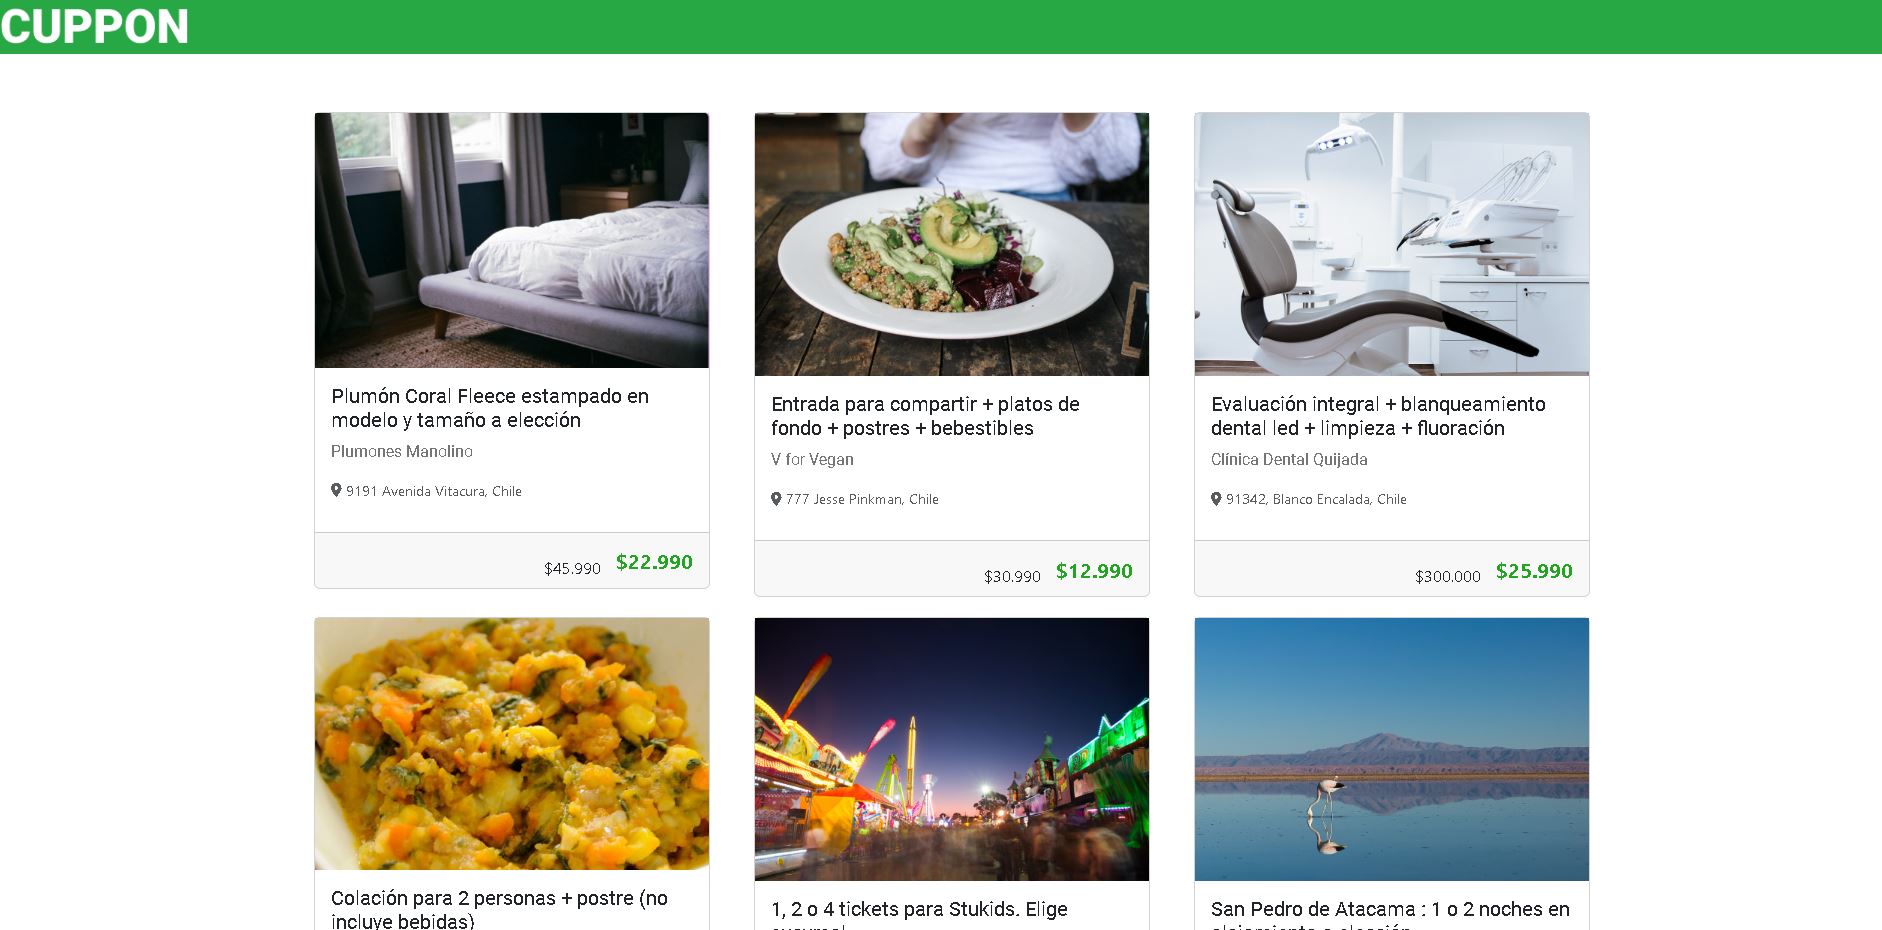 CUPPON
Plumón Coral Fleece estampado en
modelo y tamaño a elección
Plumones Manolino
9191 Avenida Vitacura, Chile
$45.990 $22.990
Entrada para compartir + platos de
fondo + postres + bebestibles
V for Vegan
777 Jesse Pinkman, Chile
$30.990 $12.990
Evaluación integral + blanqueamiento
dental led + limpieza + fluoración
Clínica Dental Quijada
91342, Blanco Encalada, Chile
$300.000 $25.990
Colación para 2 personas + postre (no
incluye bebidas)
1, 2 o 4 tickets para Stukids. Elige
San Pedro de Atacama : 1 o 2 noches en